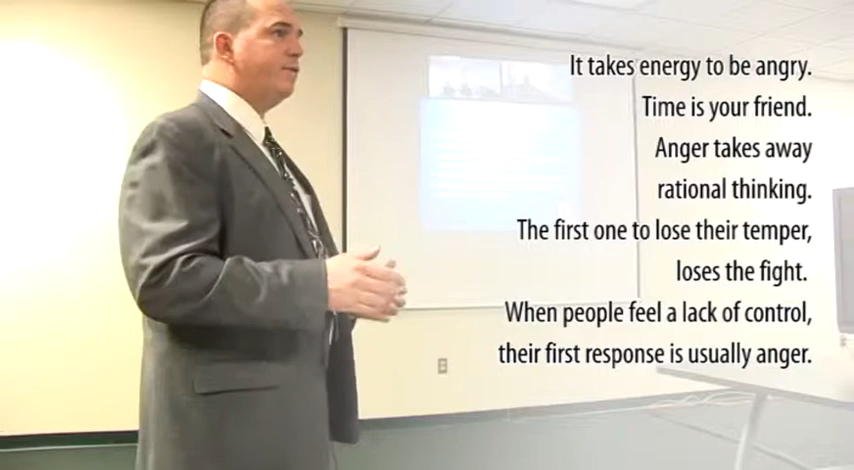 It takes energy to be angry.
Time is your friend.
Anger takes away
rational thinking.
The first one to lose their temper,
loses the fight.
When people feel a lack of control,
their first response is usually anger.